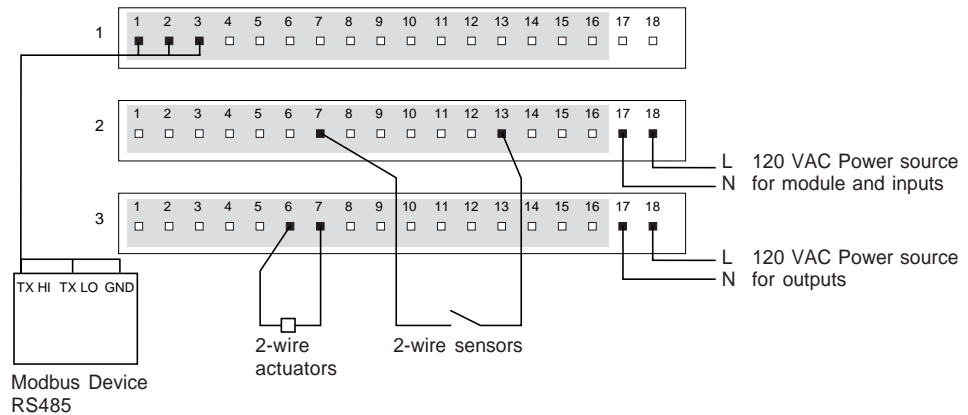 1 2 3 4 5 6 7 8 9 10 11 12 13 14 15 16 17 18
1
1 2 3 4 5 6 7 8 9 10 11 12 13 14 15 16 17 18
2
L 120 VAC Power source
N for module and inputs
1 2 3 4 5 6 7 8 9 10 11 12 13 14 15 16 17 18
3
L 120 VAC Power source
N for outputs
TX HI TX LO GND
2-wire
actuators
2-wire sensors
Modbus Device
RS485